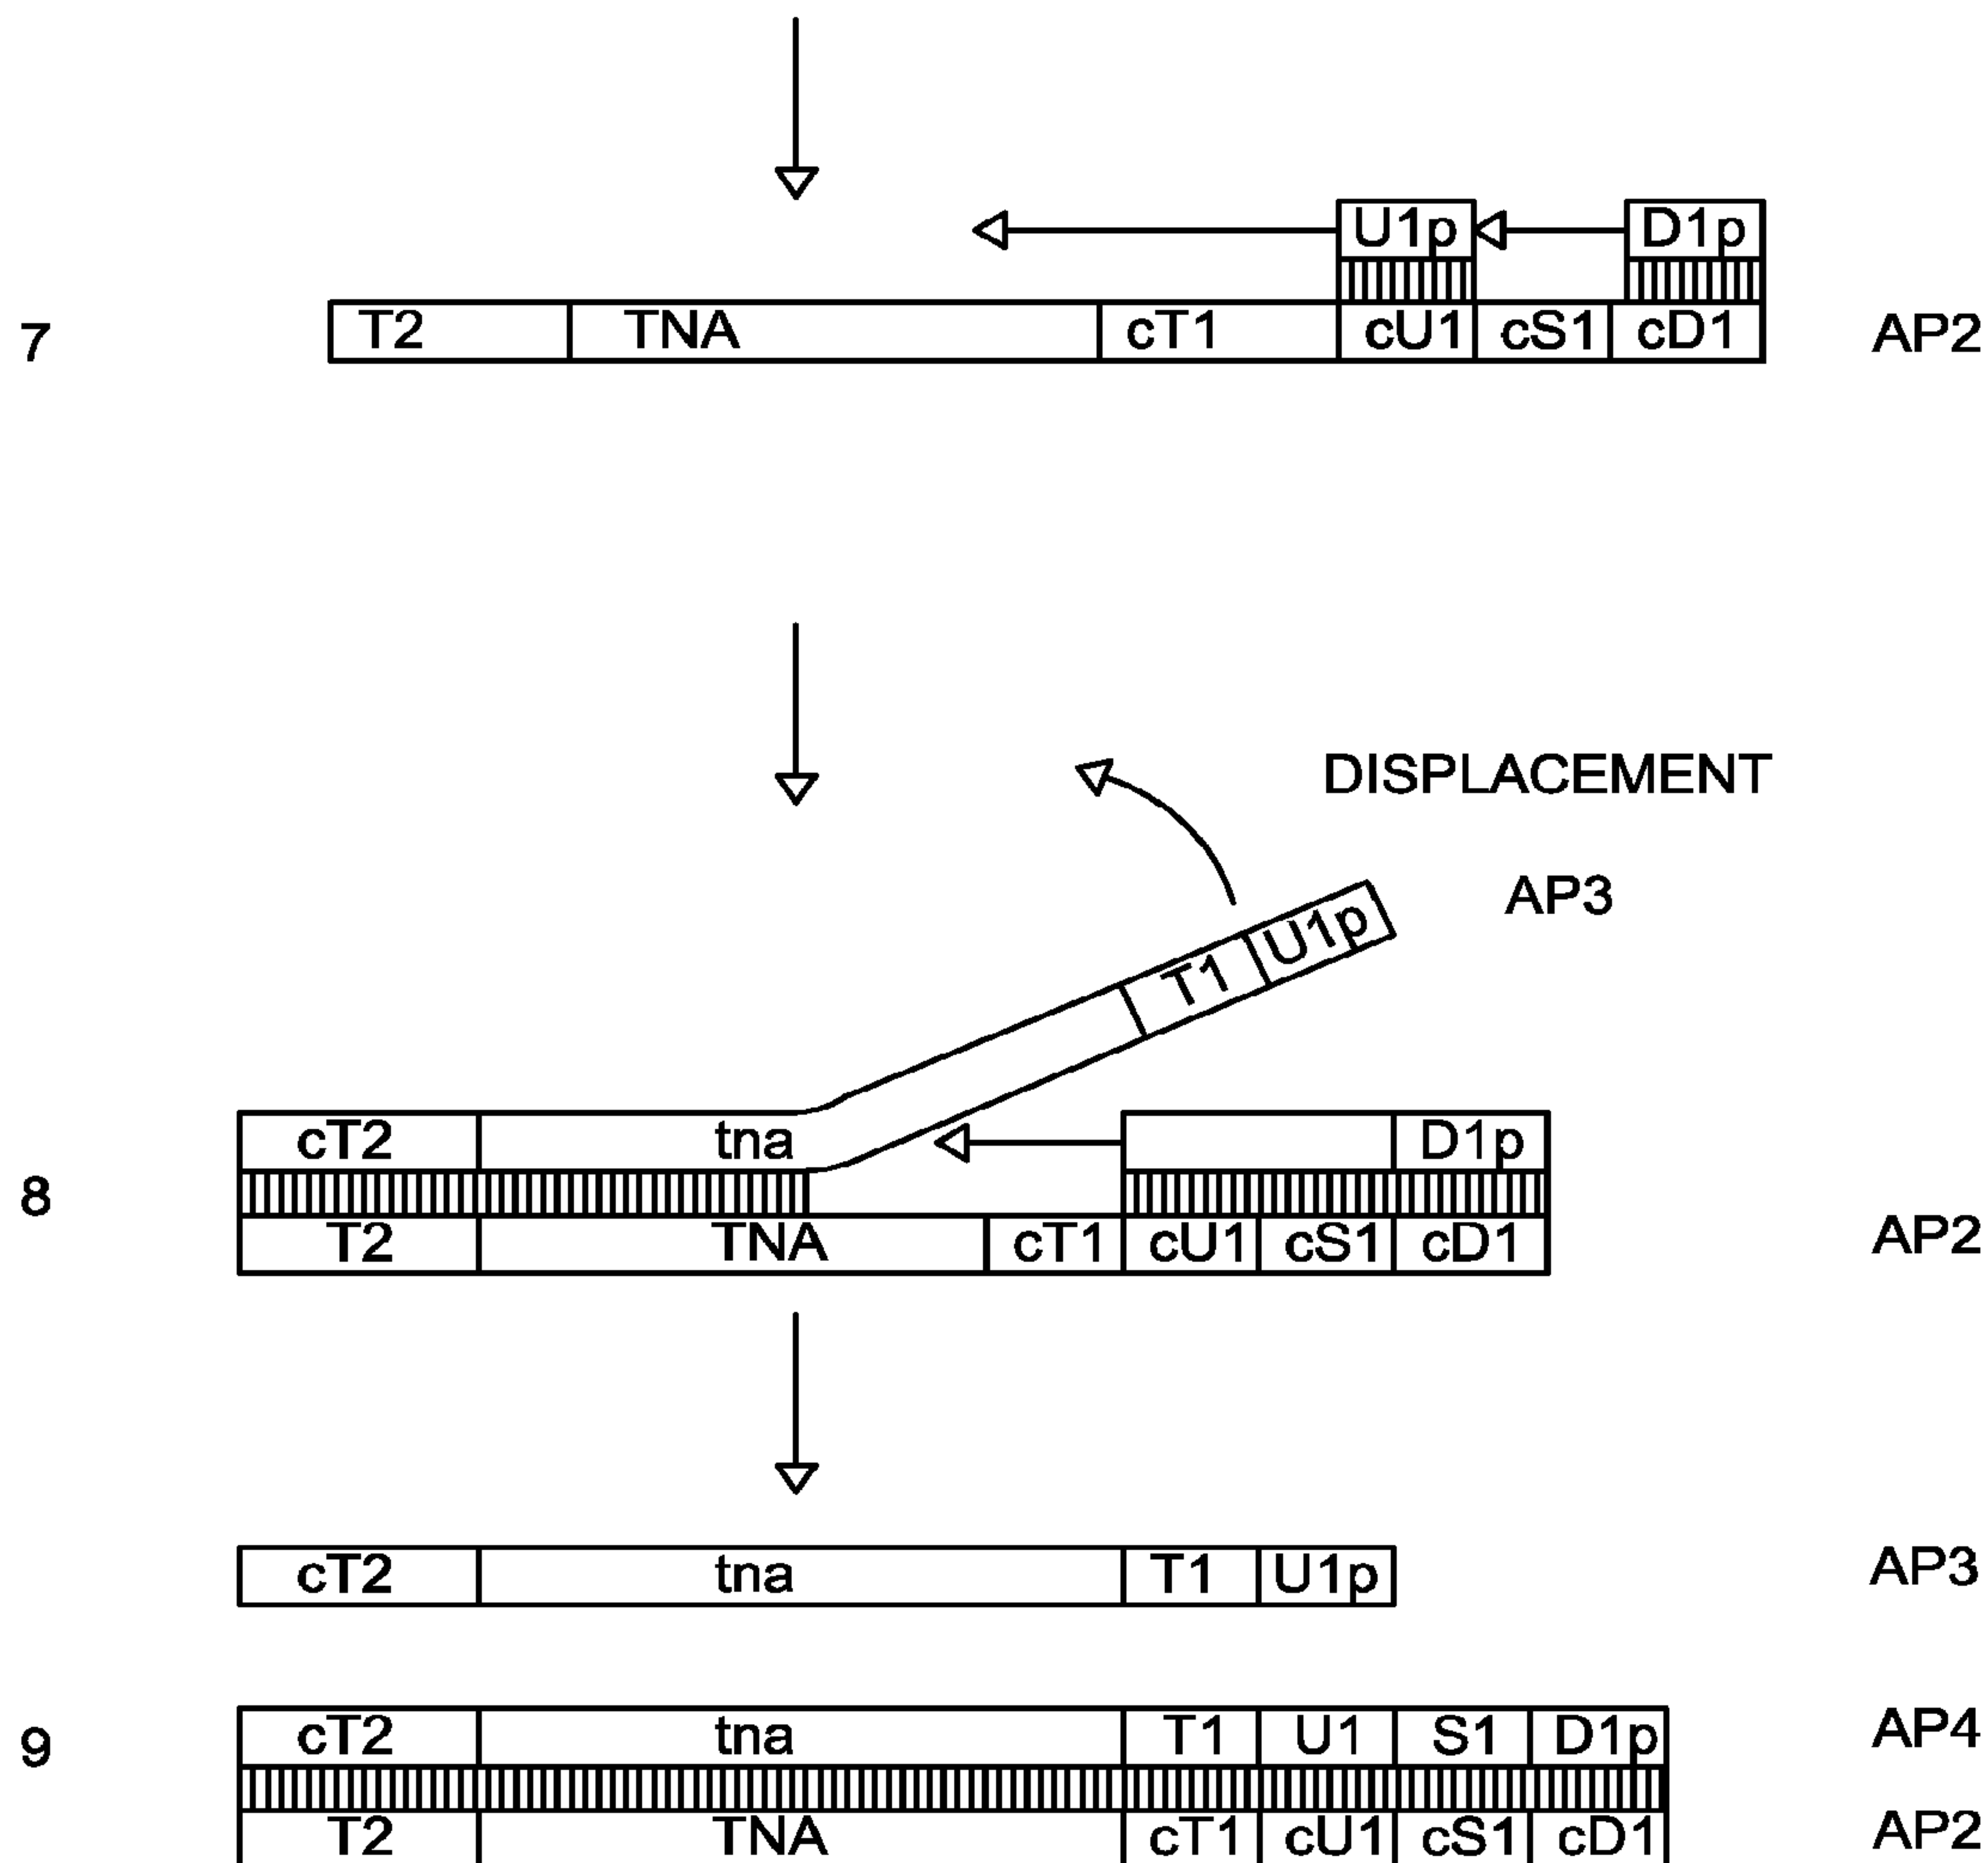 U1p D1p
7 T2 TNA cT1 cU1 cS1 cD1 AP2
DISPLACEMENT
AP3
T1 U1p
cT2 tna D1p
8
T2 TNA cT1 cU1 cS1 cD1 AP2
cT2 tna T1 U1p AP3
9 cT2 tna T1 U1 S1 D1p AP4
T2 TNA cT1 cU1 cS1 cD1 AP2